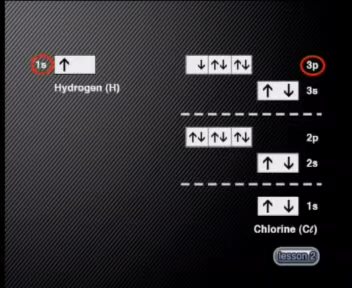 1s
Hydrogen (H)
3p
3s
2p
2s
1s
Chlorine (Cℓ)
lesson 2